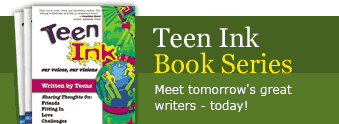 Teen
Ink
our voices, our visions
Written by Teens
Sharing Thoughts On:
Friends
Fitting In
Love
Challenges
Teen Ink
Book Series
Meet tomorrow's great
writers - today!